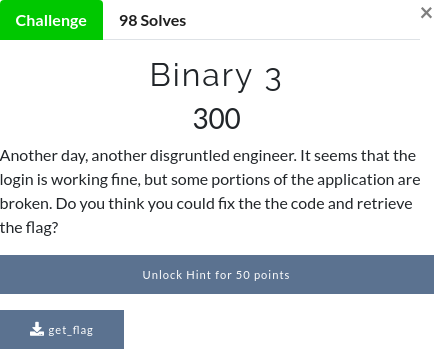 Challenge
98 Solves
×
Binary 3
300
Another day, another disgruntled engineer. It seems that the
login is working fine, but some portions of the application are
broken. Do you think you could fix the the code and retrieve
the flag?
Unlock Hint for 50 points
get_flag